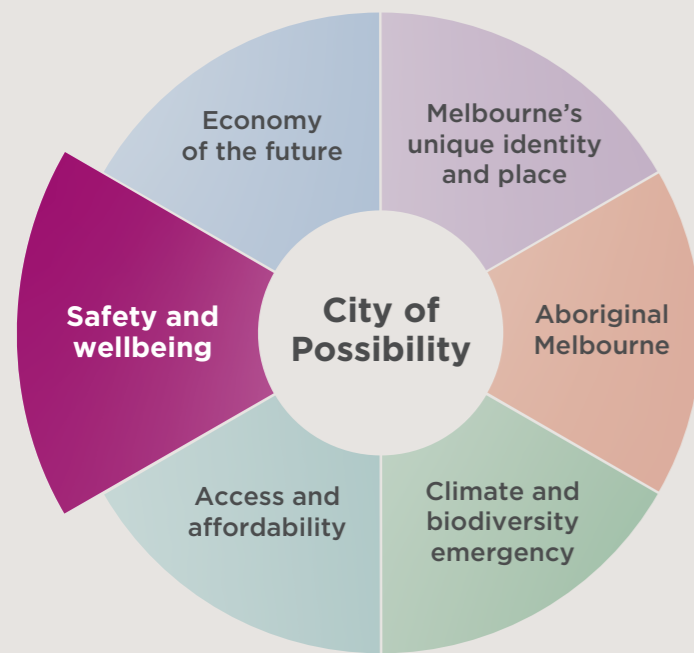 City of
Possibility
Melbourne’s
unique identity
and place
Aboriginal
Melbourne
Climate and
biodiversity
emergency
Access and
affordability
Safety and
wellbeing
Economy
of the future